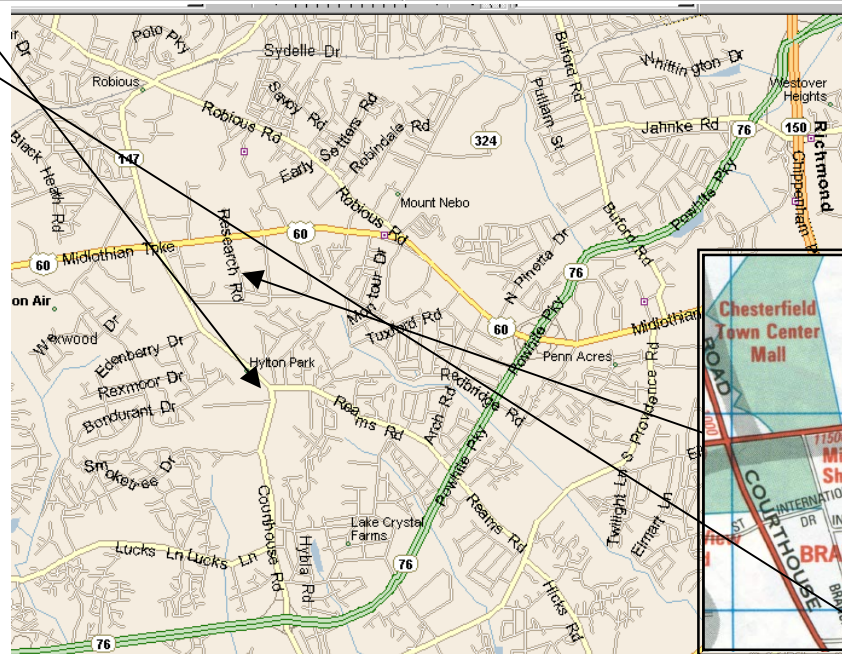 Polo Pky
Sydelle Dr
Buford Rd
Whittington Dr
Robious
Savoy Rd
Pulliam St
Westover
Heights
Robious Rd
Early Settlers Rd
Robindale Rd
324
Jahnke Rd
76
150
Richmond
147
Black Heath Rd
Mount Nebo
Powhite Pky
Chippenham
Research Rd
Robious Rd
Buford Rd
60
Midlothian Tpke
60
N Pinetta Dr
76
on Air
Tuxford Rd
60
Powhite Pky
Midlothian
Edenberry Dr
Hylton Park
Penn Acres
Rexmoor Dr
Redbridge Rd
Bondurant Dr
Reams Rd
Arch Rd
S Providence Rd
Smoketree Dr
Powhite Pky
Courthouse Rd
Reams Rd
Twilight Ln
Elmart Ln
Lake Crystal
Farms
Lucks Ln
Lucks Ln
76
Hicks Rd
76
Chesterfield
Town Center
Mall
ROAD
COURTHOUSE
ST
DR
BRA